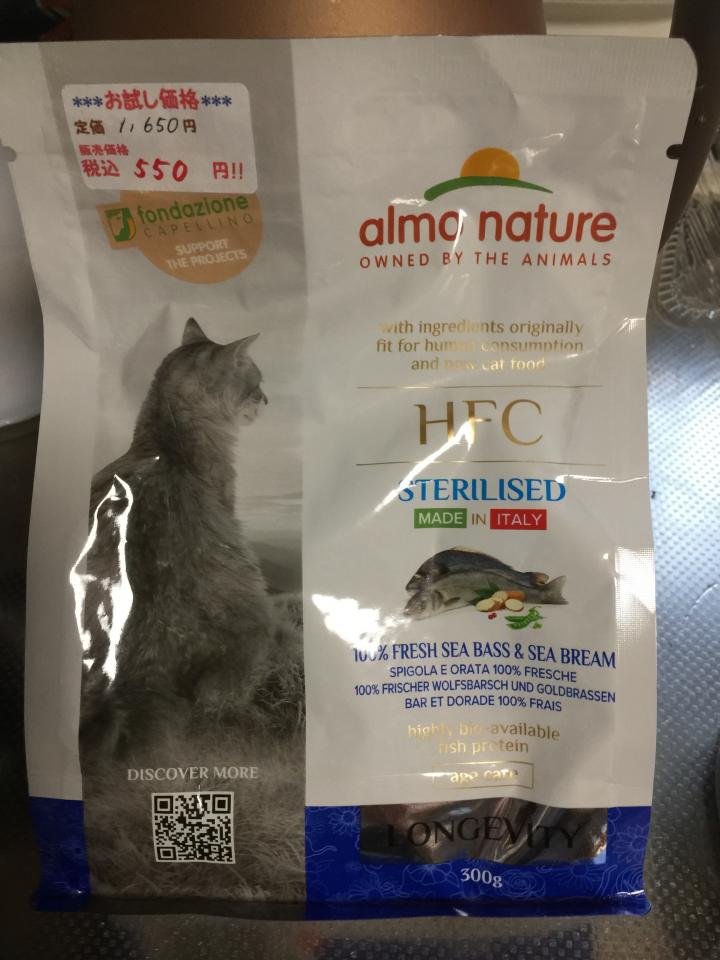 ***お試し価格***
定価 1,650円
販売価格
税込 550 円!!
fondazione
CAPELLINO
SUPPORT
THE PROJECTS
almo nature
OWNED BY THE ANIMALS
with ingredients originally
fit for human consumption
and now cat food
HFC
STERILISED
MADE IN ITALY
100% FRESH SEA BASS & SEA BREAM
SPIGOLA E ORATA 100% FRESCHE
100% FRISCHER WOLFSBARSCH UND GOLDBRASSEN
BAR ET DORADE 100% FRAIS
highly bio-available
fish protein
age care
DISCOVER MORE
LONGEVITY
300g